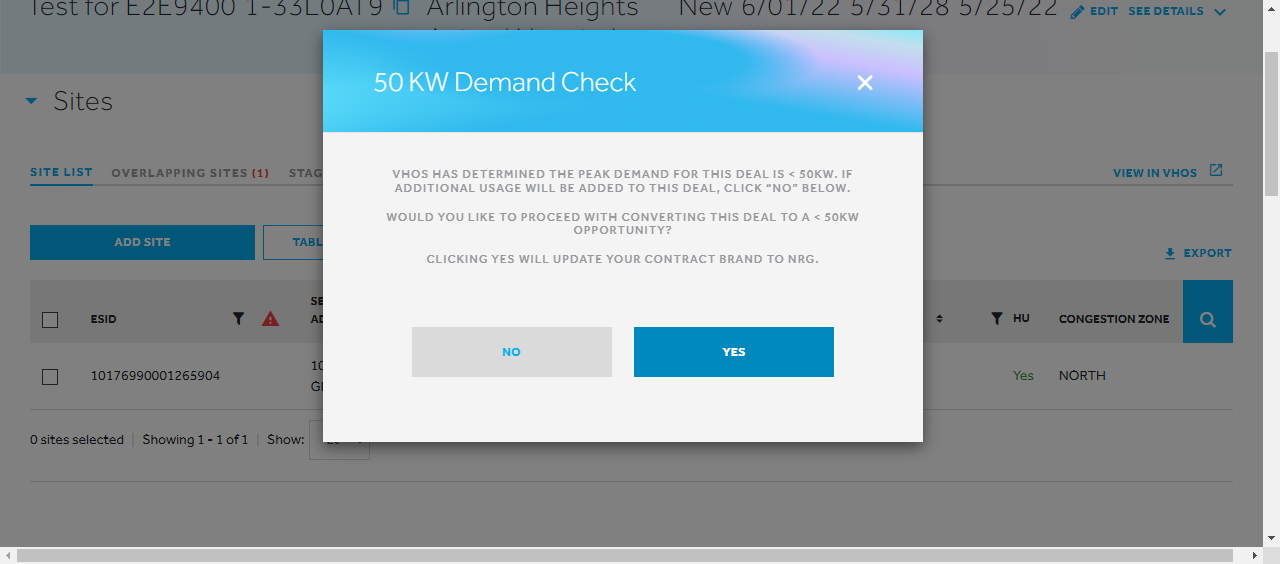 Test for E2E9400 1-33L0AT9 Arlington Heights New 6/01/22 5/31/28 5/25/22 EDIT SEE DETAILS
50 KW Demand Check
Sites
SITE LIST OVERLAPPING SITES (1) STAG
VIEW IN VHOS
VHOS HAS DETERMINED THE PEAK DEMAND FOR THIS DEAL IS < 50KW. IF
ADDITIONAL USAGE WILL BE ADDED TO THIS DEAL, CLICK “NO” BELOW.
WOULD YOU LIKE TO PROCEED WITH CONVERTING THIS DEAL TO A < 50KW
OPPORTUNITY?
CLICKING YES WILL UPDATE YOUR CONTRACT BRAND TO NRG.
NO YES
ADD SITE TABL
EXPORT
ESID SE
AD HU CONGESTION ZONE
10176990001265904 10 Yes NORTH
0 sites selected Showing 1 - 1 of 1 Show: